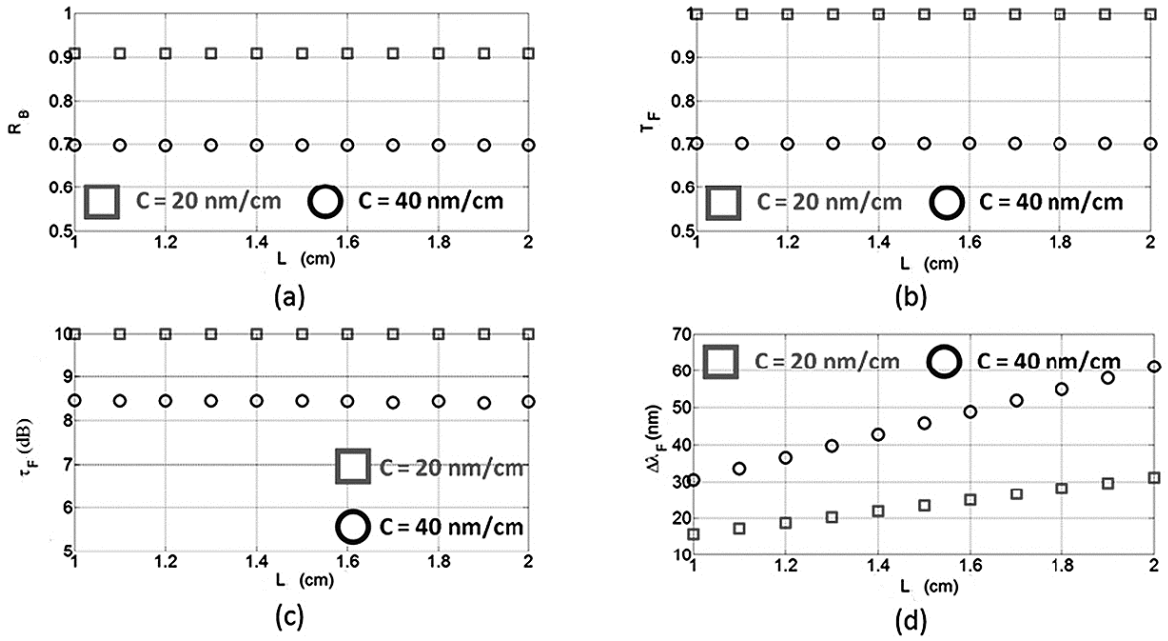 1
0.9
0.8
0.7
0.6
0.5
R_B
C = 20 nm/cm
C = 40 nm/cm
1 1.2 1.4 1.6 1.8 2
L (cm)
(a)
1
0.9
0.8
0.7
0.6
0.5
T_F
C = 20 nm/cm
C = 40 nm/cm
1 1.2 1.4 1.6 1.8 2
L (cm)
(b)
10
9
8
7
6
5
τ_F (dB)
C = 20 nm/cm
C = 40 nm/cm
1 1.2 1.4 1.6 1.8 2
L (cm)
(c)
70
60
50
40
30
20
10
Δλ_F (nm)
C = 20 nm/cm
C = 40 nm/cm
1 1.2 1.4 1.6 1.8 2
L (cm)
(d)